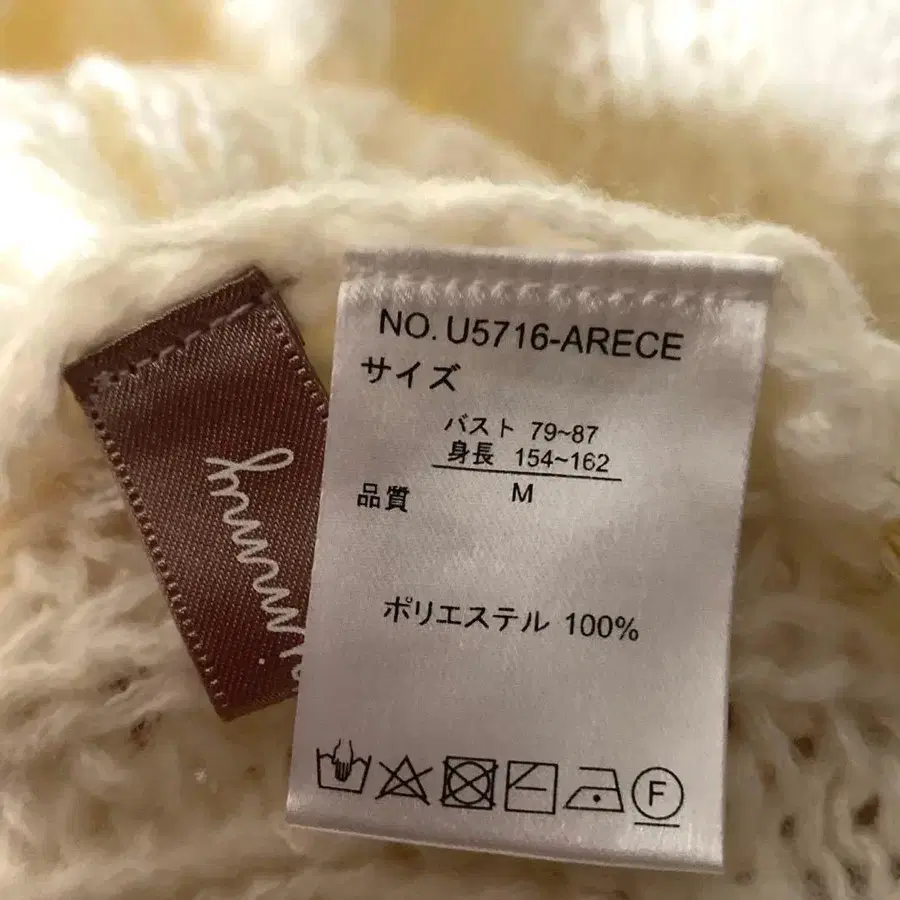 NO. U5716-ARECE
サイズ
バスト 79~87
身長 154~162
品質 M
ポリエステル 100%
F